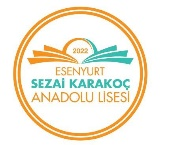 2022
ESENYURT
SEZAİ KARAKOÇ
ANADOLU LİSESİ